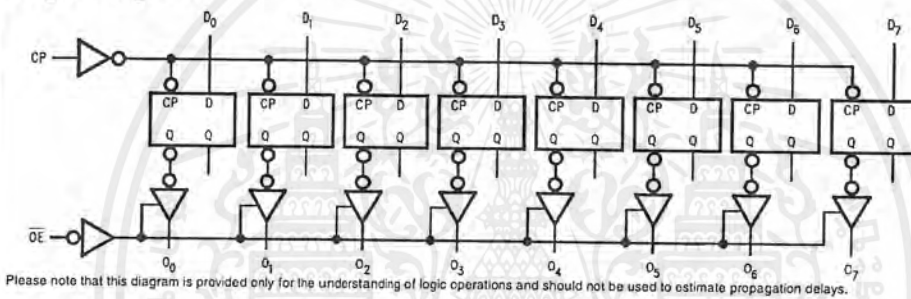 D0 D1 D2 D3 D4 D5 D6 D7
CP
CP D CP D CP D CP D CP D CP D CP D CP D
Q Q Q Q Q Q Q Q Q Q Q Q Q Q Q Q
OE
O0 O1 O2 O3 O4 O5 O6 O7
Please note that this diagram is provided only for the understanding of logic operations and should not be used to estimate propagation delays.